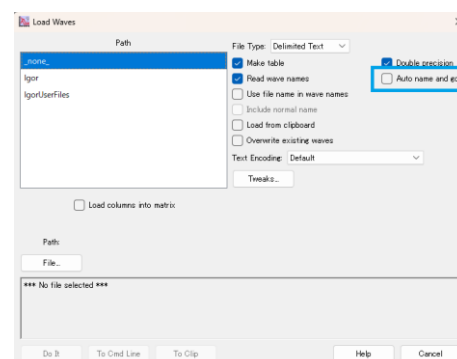 Load Waves
Path
File Type: Delimited Text
_none_
Igor
IgorUserFiles
Make table
Double precision
Read wave names
Auto name and
Use file name in wave names
Include normal name
Load from clipboard
Overwrite existing waves
Text Encoding: Default
Tweaks...
Load columns into matrix
Path:
File...
*** No file selected ***
Do It
To Cmd Line
To Clip
Help
Cancel